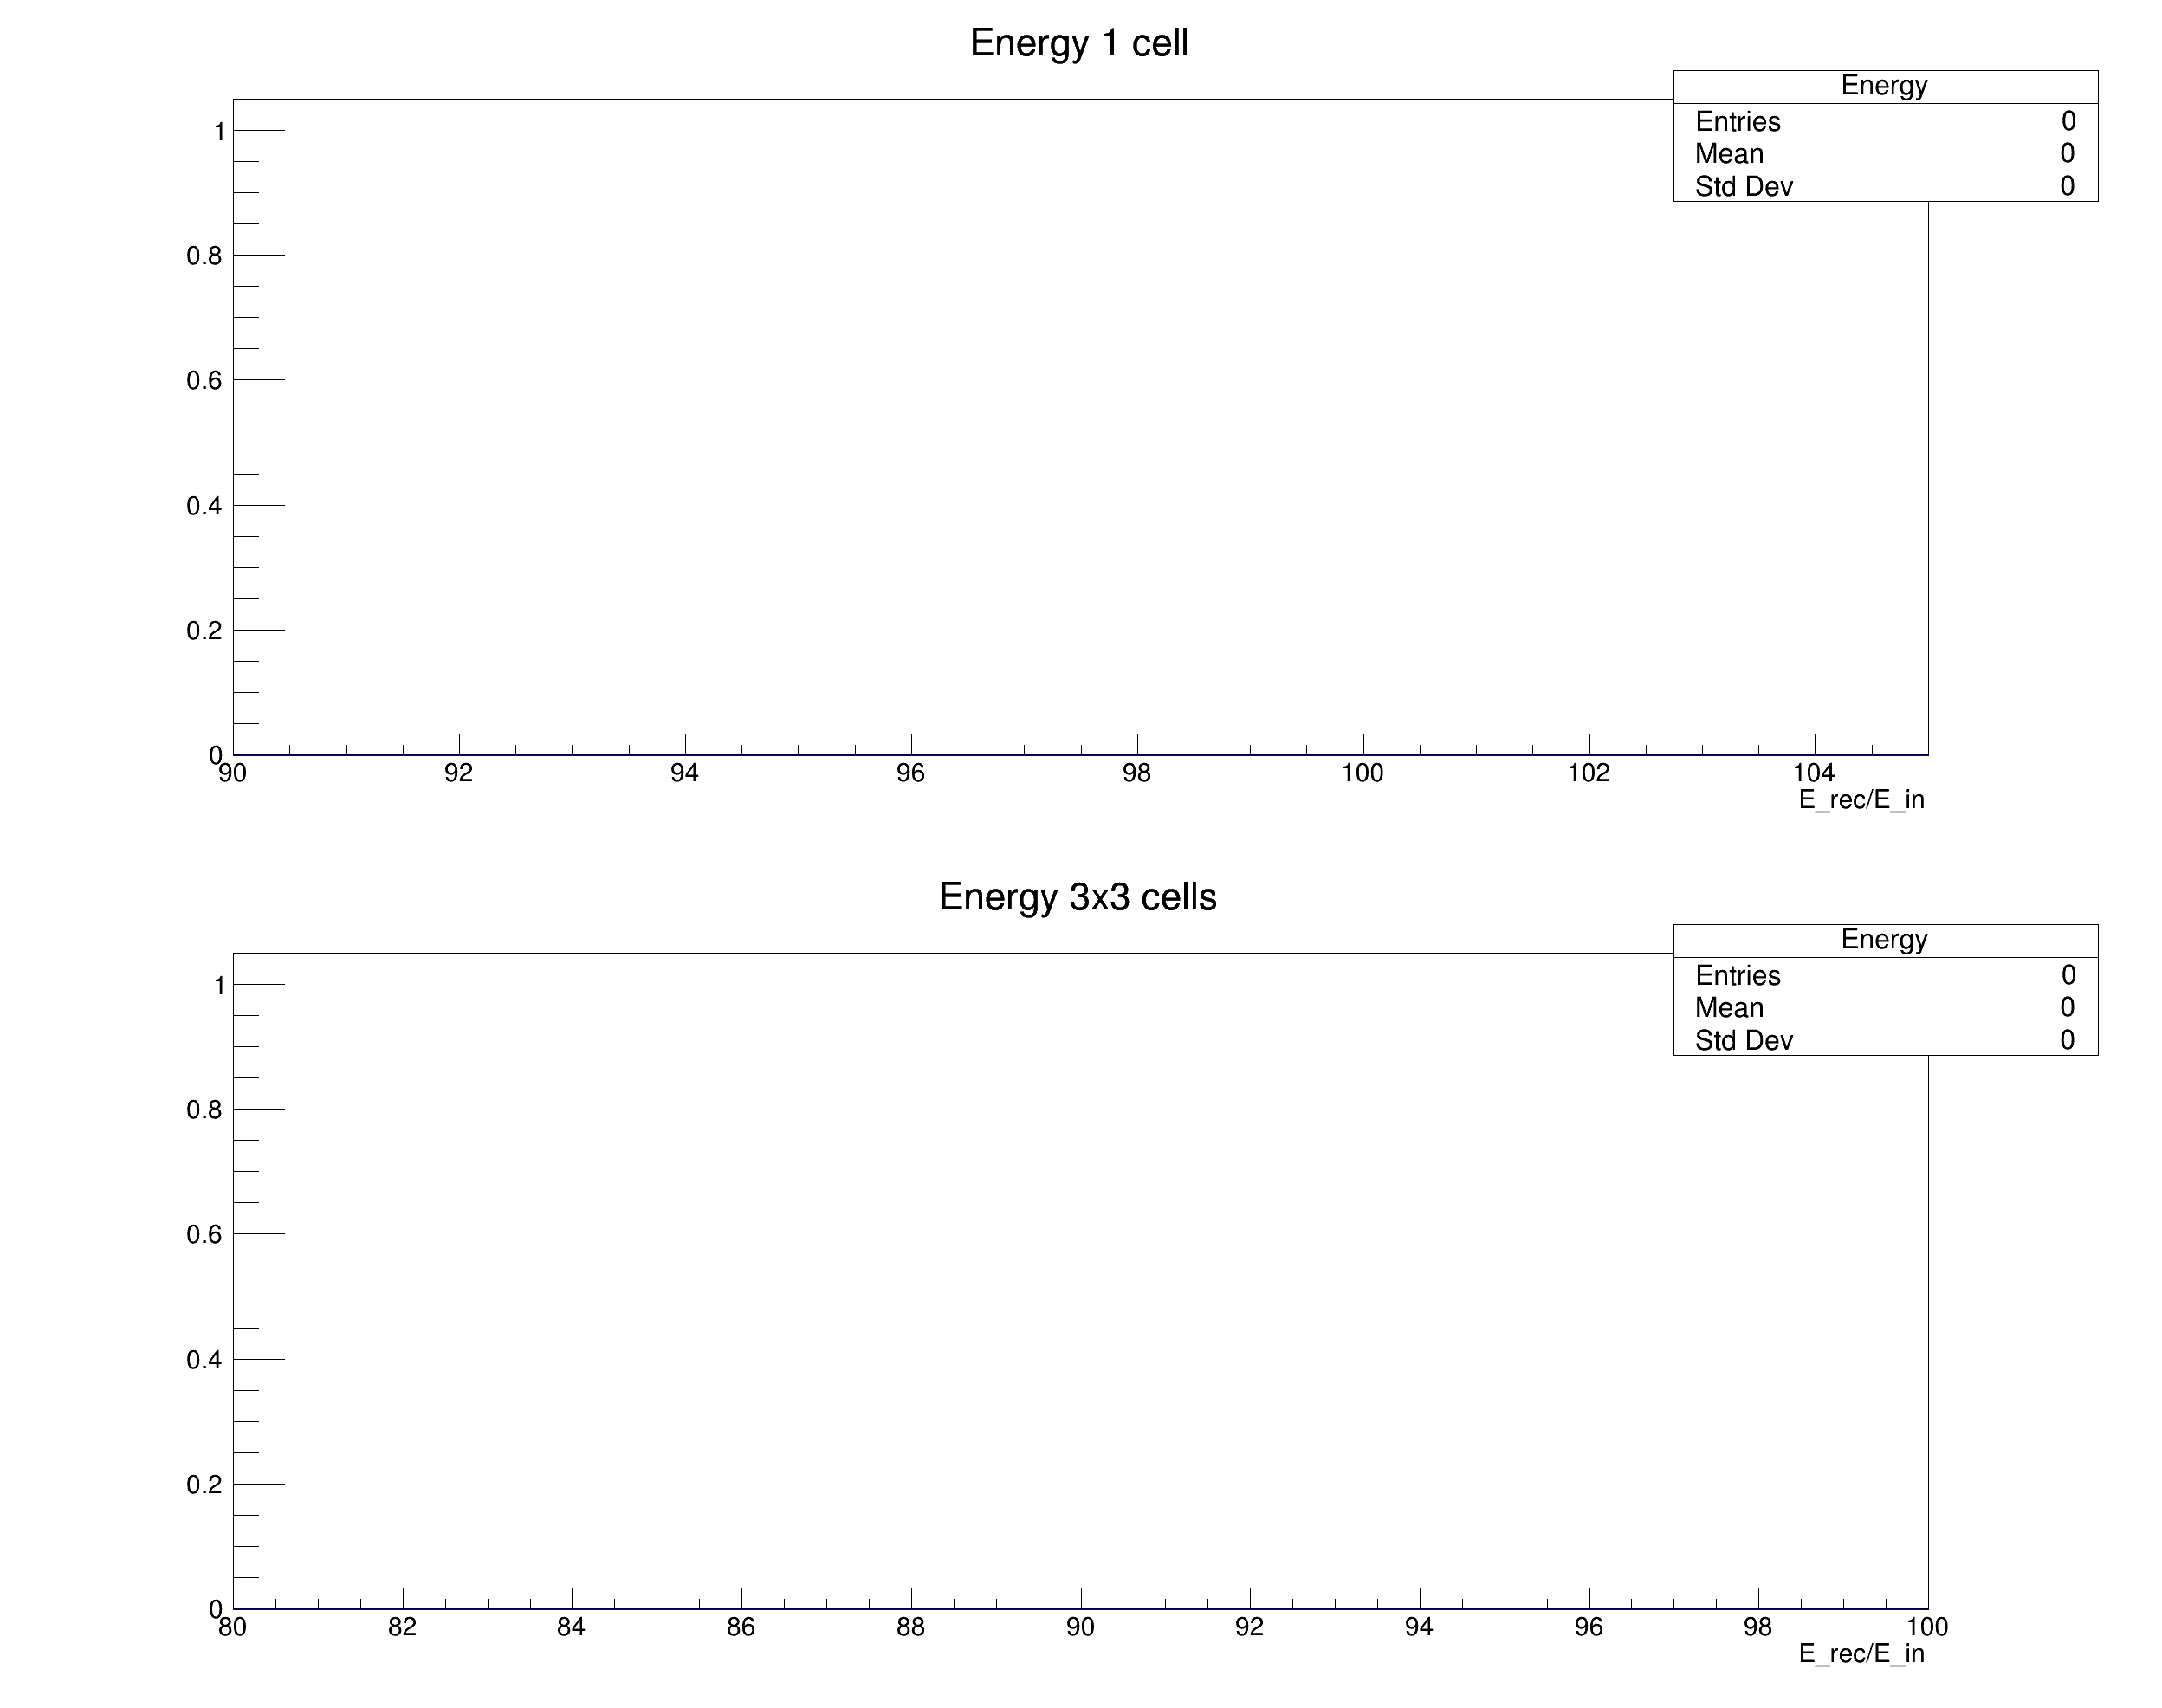 Energy 1 cell
Energy
Entries 0
Mean 0
Std Dev 0
1
0.8
0.6
0.4
0.2
0
90 92 94 96 98 100 102 104
E_rec/E_in
Energy 3x3 cells
Energy
Entries 0
Mean 0
Std Dev 0
1
0.8
0.6
0.4
0.2
0
80 82 84 86 88 90 92 94 96 98 100
E_rec/E_in